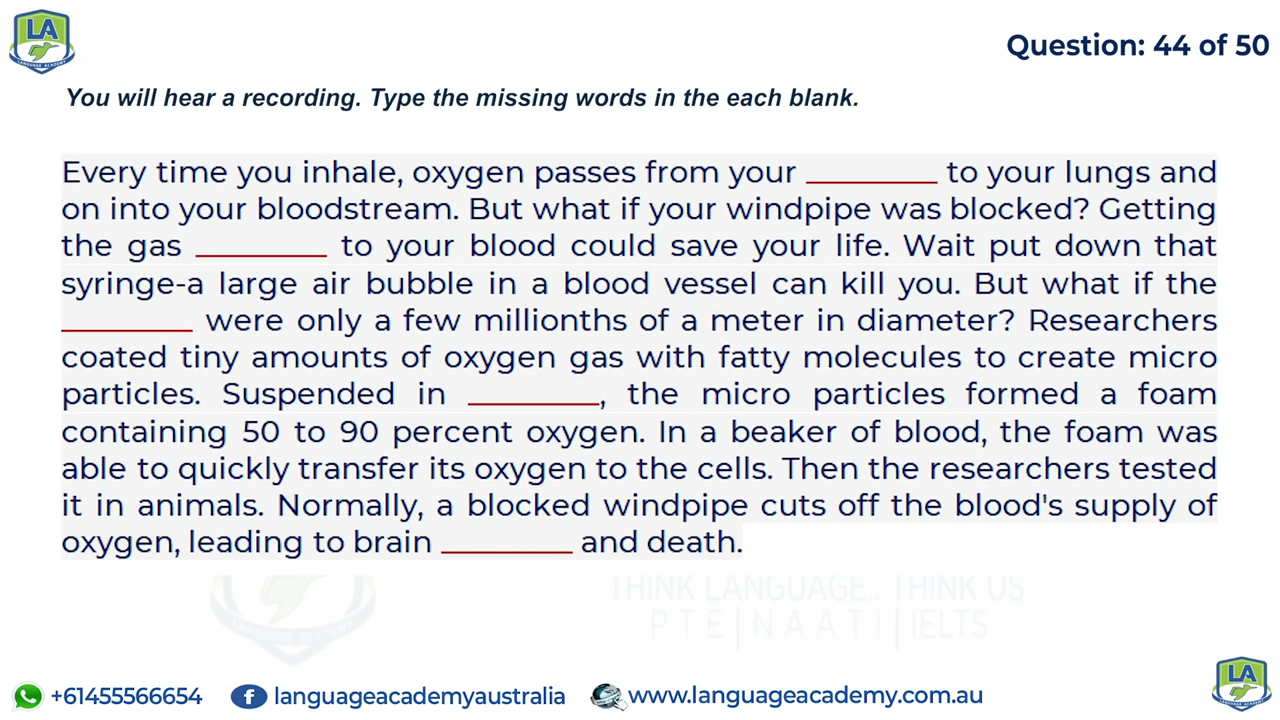 LA
LANGUAGE ACADEMY
Question: 44 of 50
You will hear a recording. Type the missing words in the each blank.
Every time you inhale, oxygen passes from your ________ to your lungs and
on into your bloodstream. But what if your windpipe was blocked? Getting
the gas ________ to your blood could save your life. Wait put down that
syringe-a large air bubble in a blood vessel can kill you. But what if the
________ were only a few millionths of a meter in diameter? Researchers
coated tiny amounts of oxygen gas with fatty molecules to create micro
particles. Suspended in ________, the micro particles formed a foam
containing 50 to 90 percent oxygen. In a beaker of blood, the foam was
able to quickly transfer its oxygen to the cells. Then the researchers tested
it in animals. Normally, a blocked windpipe cuts off the blood's supply of
oxygen, leading to brain ________ and death.
LANGUAGE ACADEMY
THINK LANGUAGE.. THINK US
PTE|NAATI|IELTS
+61455566654
languageacademyaustralia
www.languageacademy.com.au
LA
LANGUAGE ACADEMY